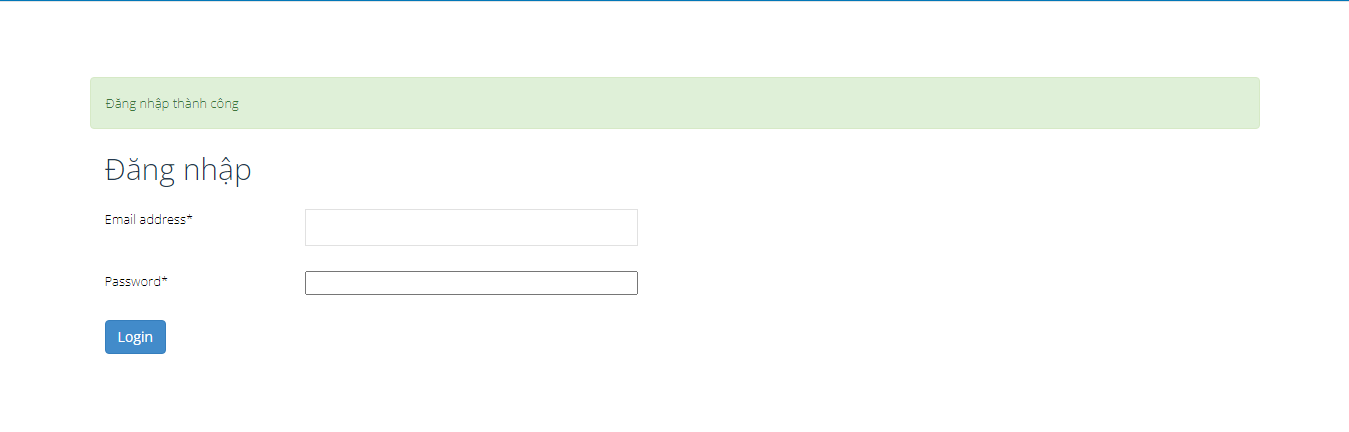 Đăng nhập thành công
Đăng nhập
Email address*
Password*
Login